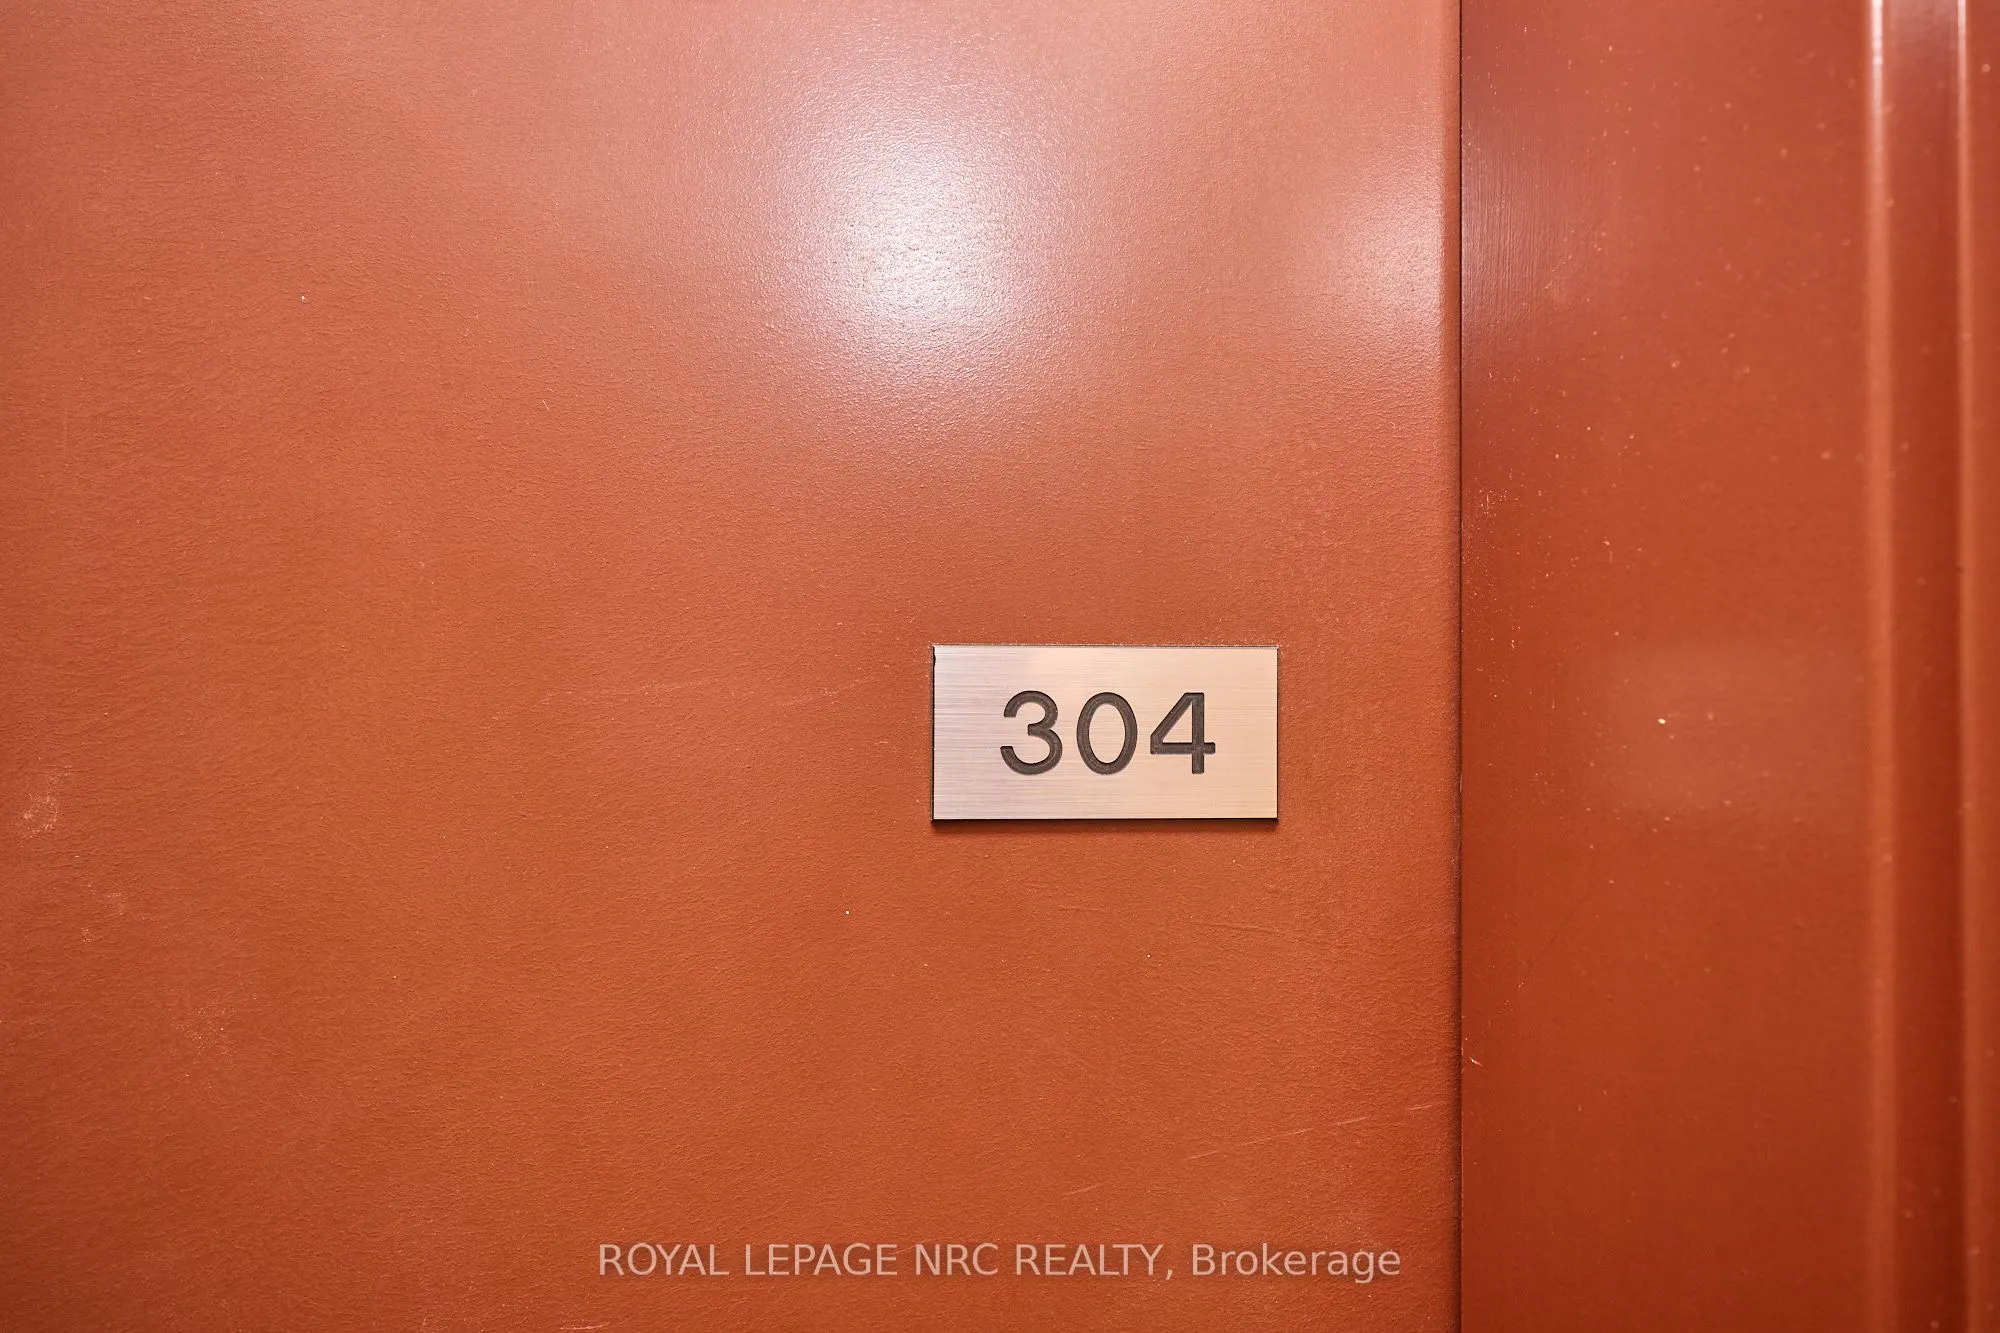 304
ROYAL LEPAGE NRC REALTY, Brokerage